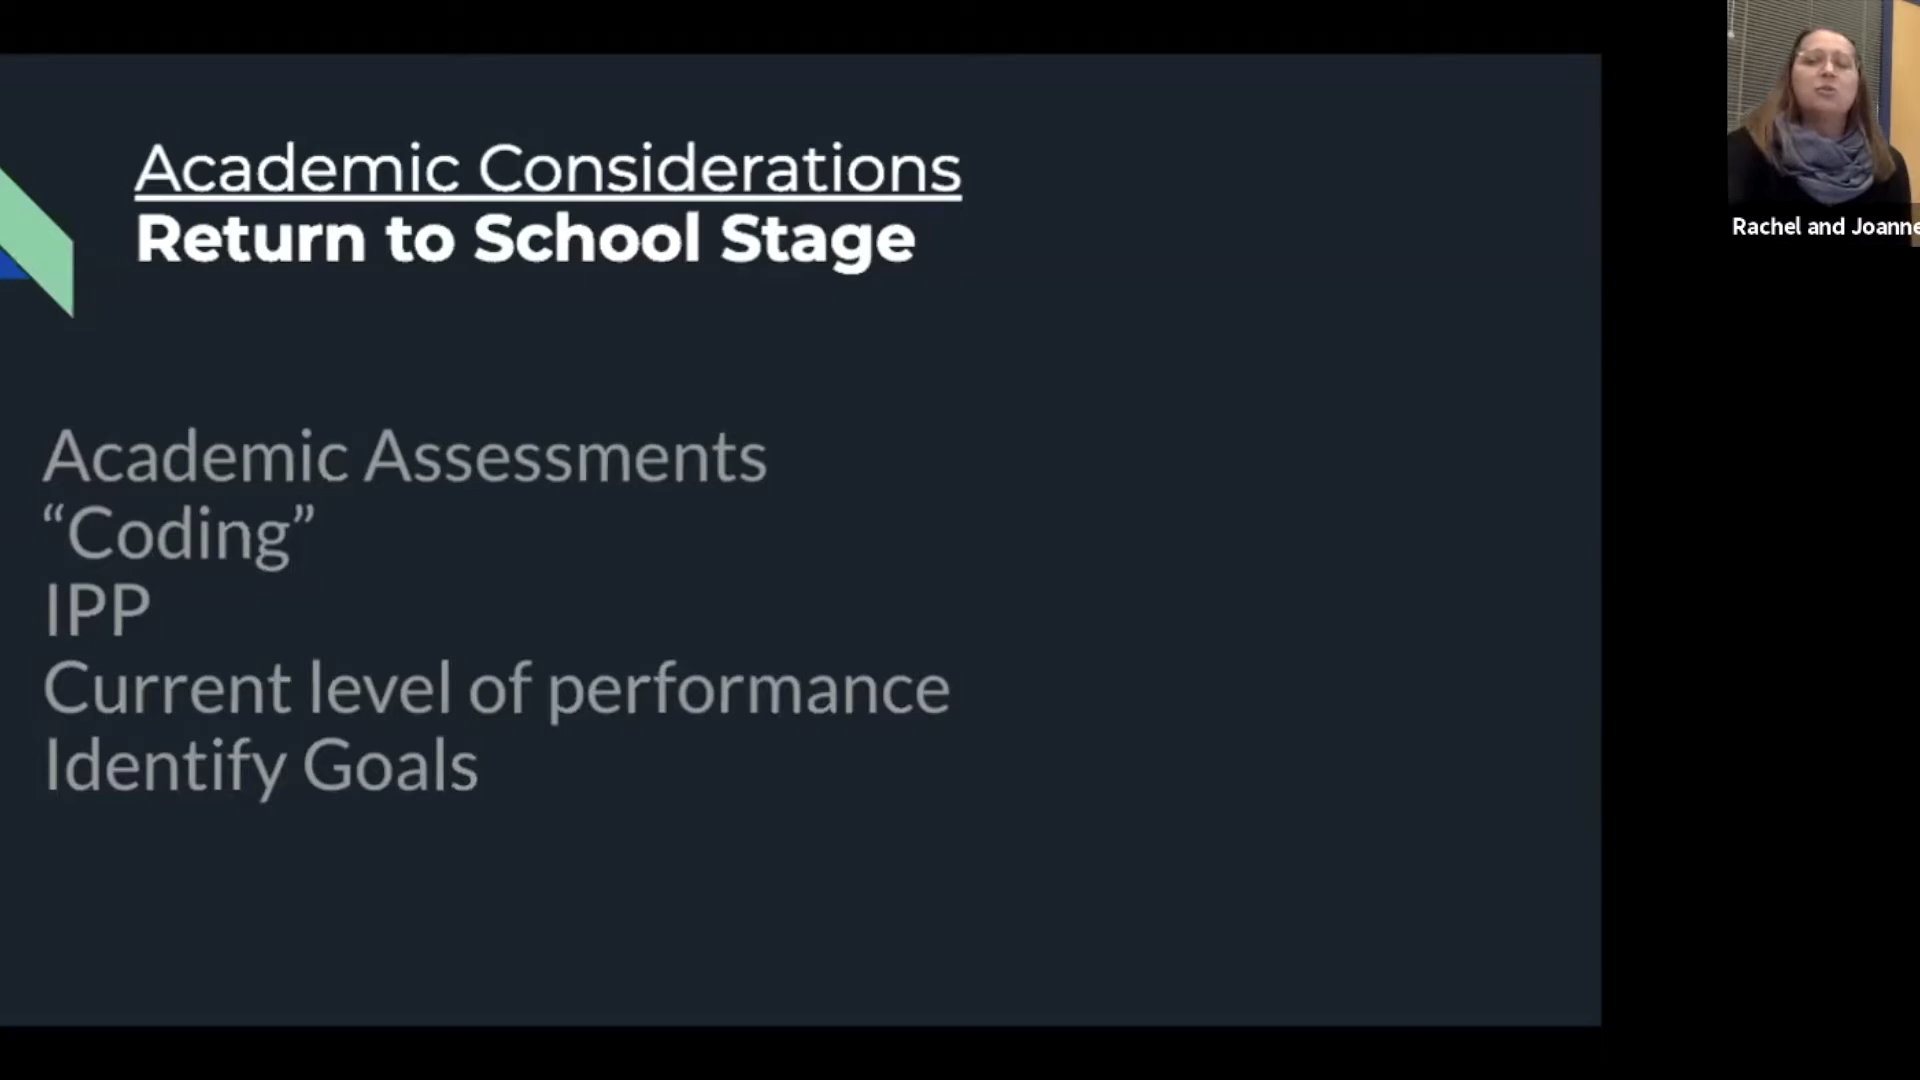 Academic Considerations
Return to School Stage
Academic Assessments
“Coding”
IPP
Current level of performance
Identify Goals
Rachel and Joanne